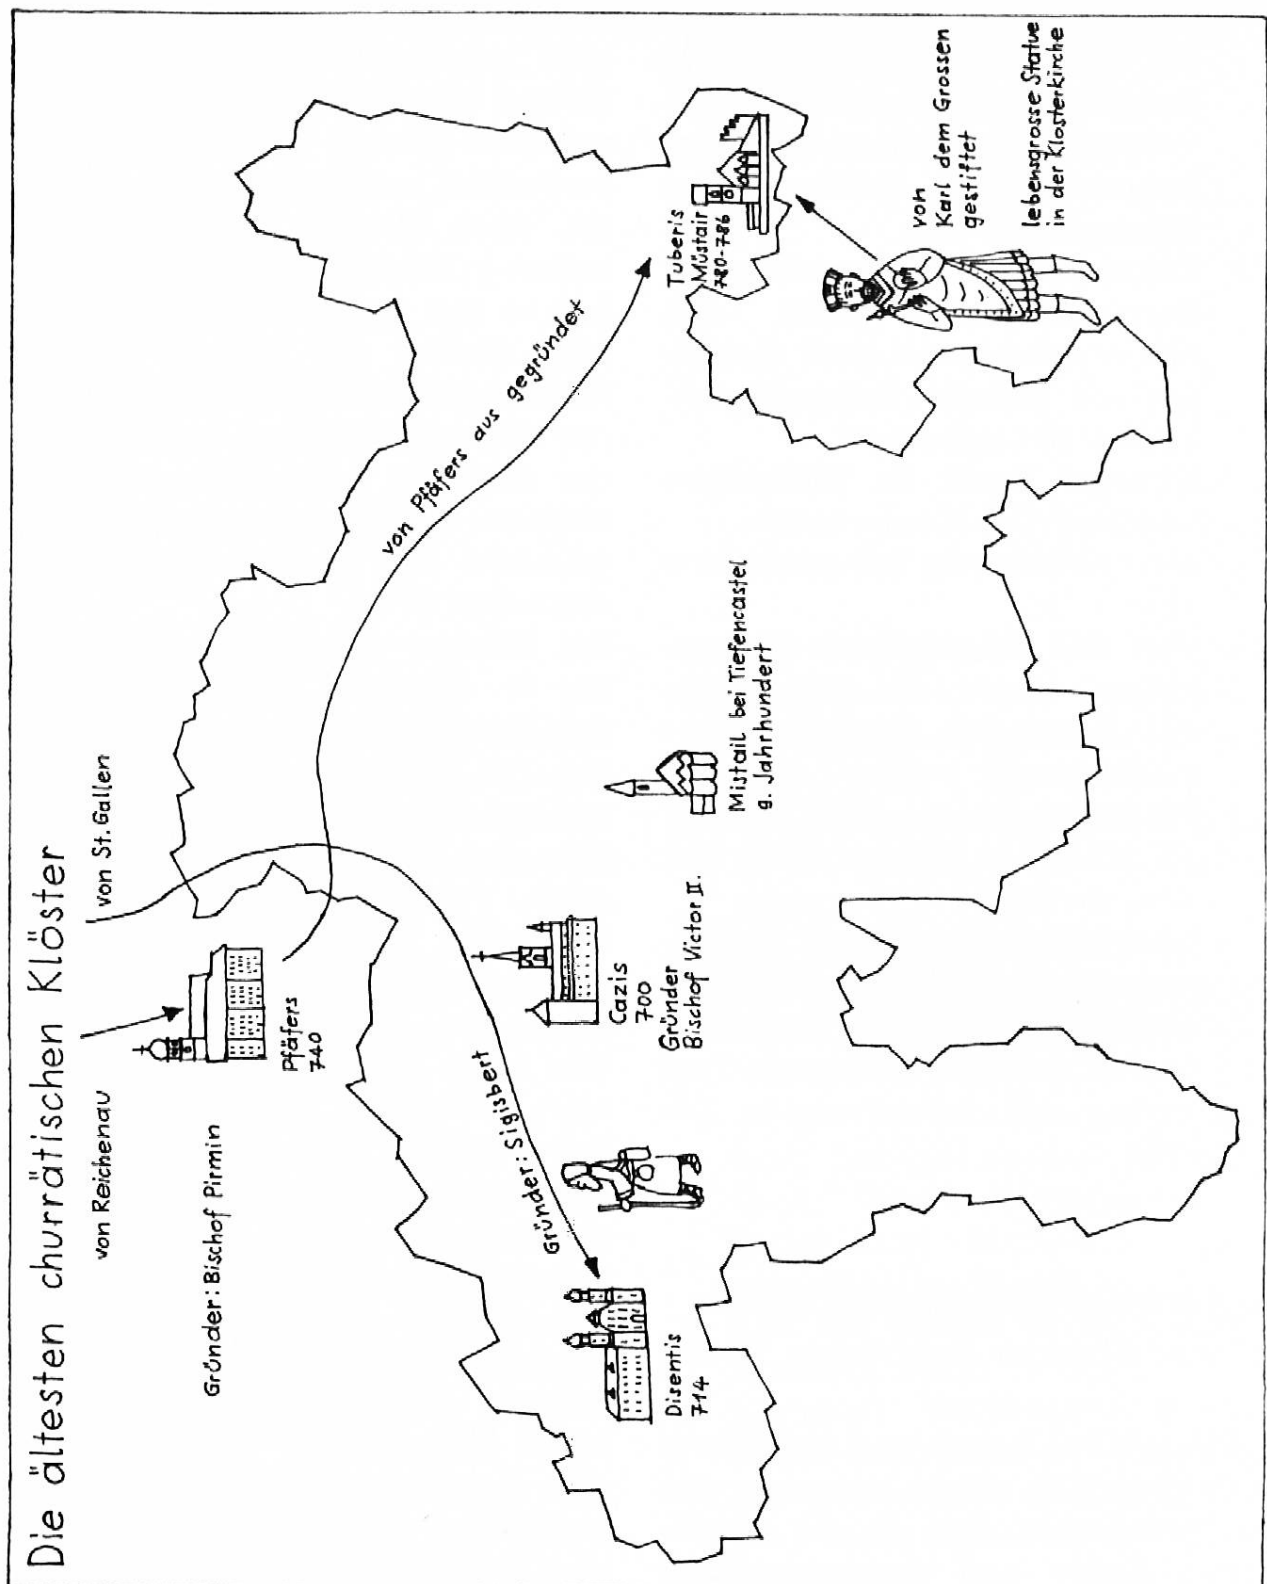 Die ältesten churrätischen Klöster
von Reichenau
von St. Gallen
Gründer: Bischof Pirmin
Pfäfers
740
von Pfäfers aus gegründet
Gründer: Sigisbert
Disentis
714
Cazis
700
Gründer
Bischof Victor II.
Mistail bei Tiefencastel
9. Jahrhundert
Tuberis
Müstair
780-786
von
Karl dem Grossen
gestiftet
lebensgrosse Statue
in der Klosterkirche